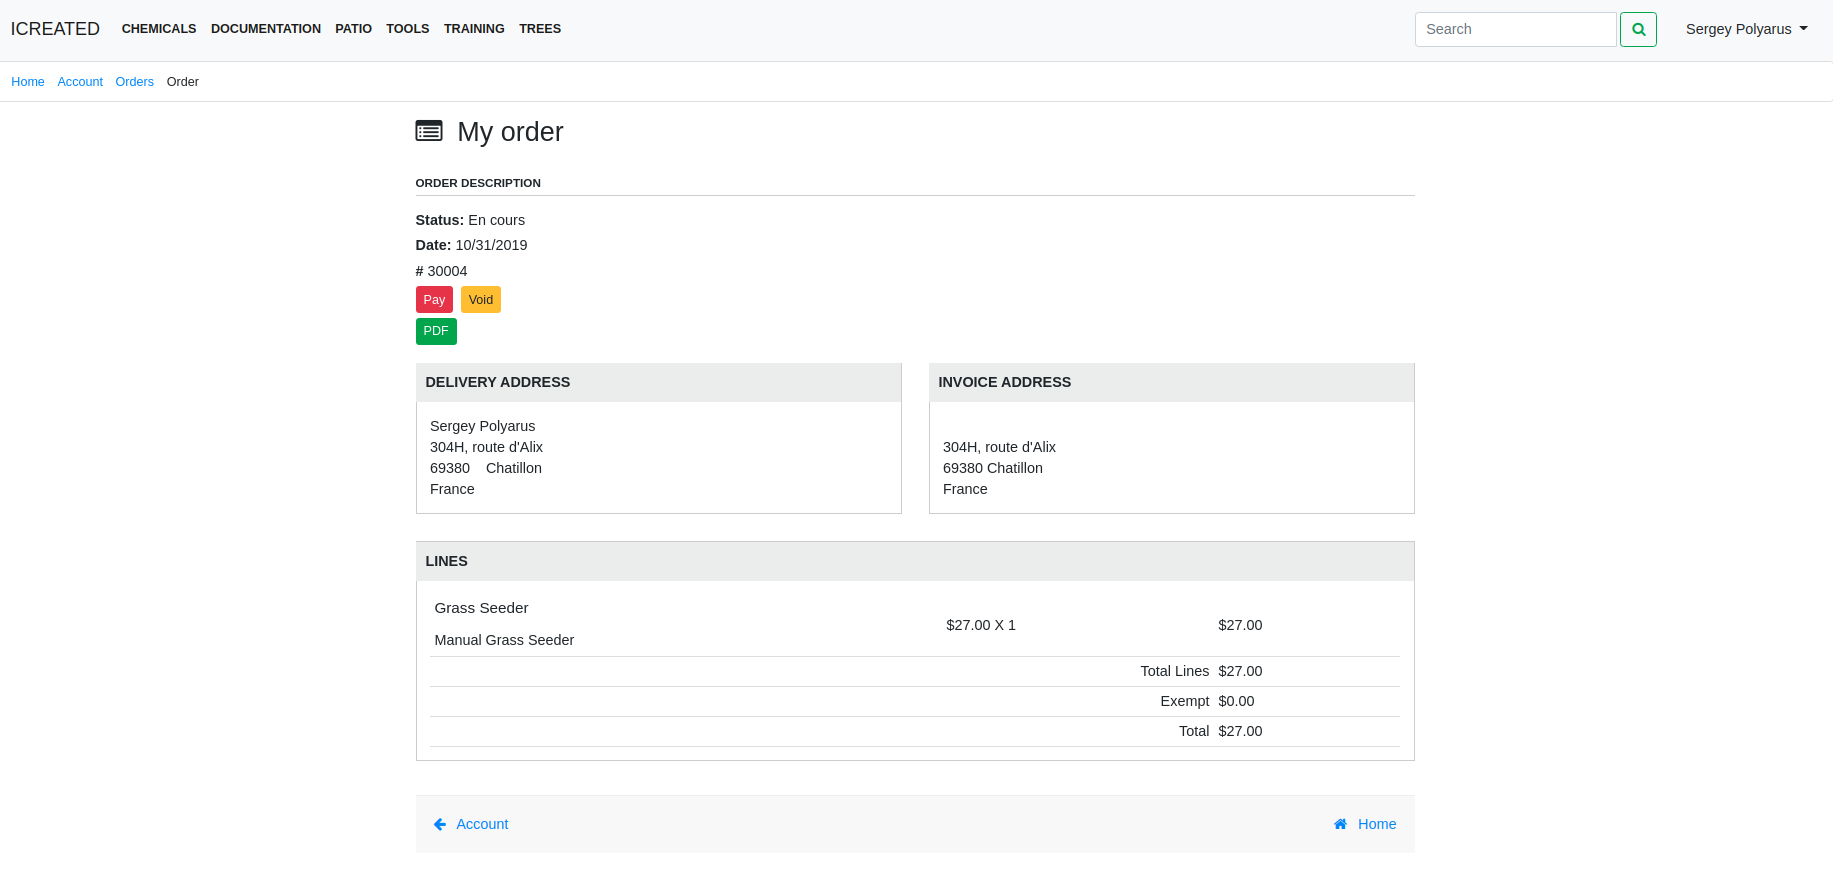 ICREATED CHEMICALS DOCUMENTATION PATIO TOOLS TRAINING TREES Search Sergey Polyarus
Home Account Orders Order
My order
ORDER DESCRIPTION
Status: En cours
Date: 10/31/2019
# 30004
Pay Void
PDF
DELIVERY ADDRESS
Sergey Polyarus
304H, route d'Alix
69380 Chatillon
France
INVOICE ADDRESS
304H, route d'Alix
69380 Chatillon
France
LINES
Grass Seeder
Manual Grass Seeder
$27.00 X 1 $27.00
Total Lines $27.00
Exempt $0.00
Total $27.00
Account Home